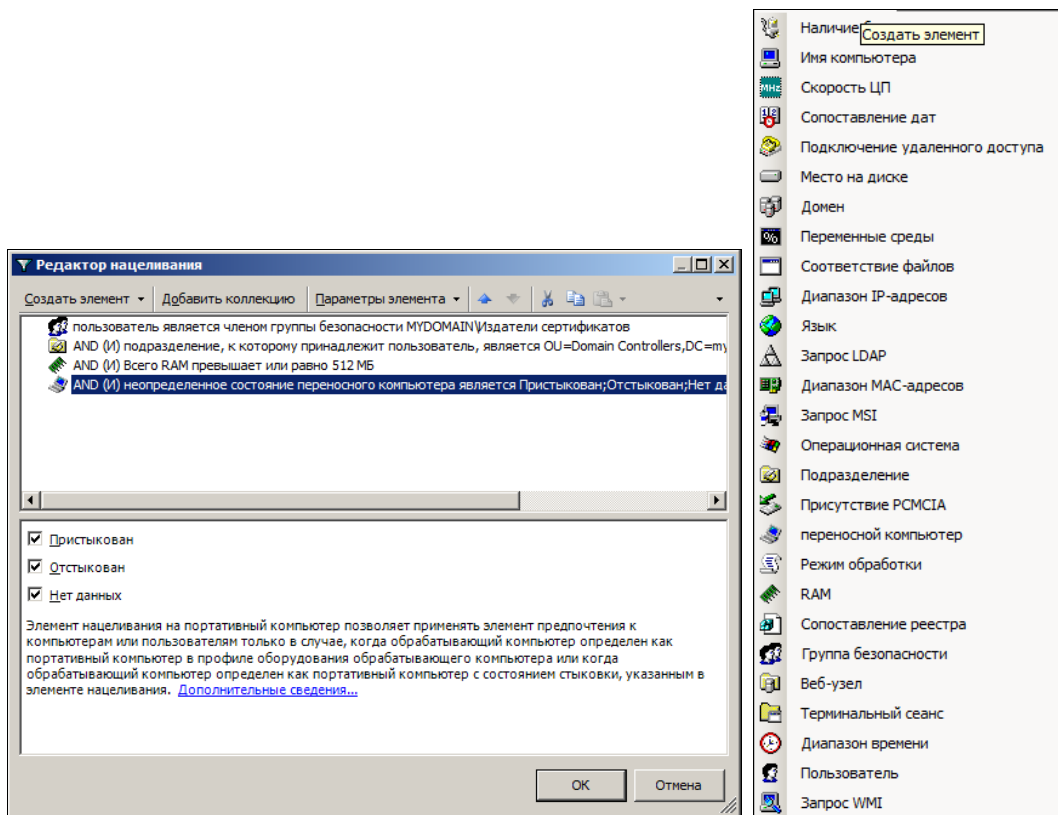 Редактор нацеливания
Создать элемент
Добавить коллекцию
Параметры элемента
пользователь является членом группы безопасности MYDOMAIN\Издатели сертификатов
AND (И) подразделение, к которому принадлежит пользователь, является OU=Domain Controllers,DC=my
AND (И) Всего RAM превышает или равно 512 МБ
AND (И) неопределенное состояние переносного компьютера является Пристыкован;Отстыкован;Нет да
Пристыкован
Отстыкован
Нет данных
Элемент нацеливания на портативный компьютер позволяет применять элемент предпочтения к
компьютерам или пользователям только в случае, когда обрабатывающий компьютер определен как
портативный компьютер в профиле оборудования обрабатывающего компьютера или когда
обрабатывающий компьютер определен как портативный компьютер с состоянием стыковки, указанным в
элементе нацеливания. Дополнительные сведения...
OK
Отмена
Наличие
Создать элемент
Имя компьютера
MHz
Скорость ЦП
Сопоставление дат
Подключение удаленного доступа
Место на диске
Домен
Переменные среды
Соответствие файлов
Диапазон IP-адресов
Язык
Запрос LDAP
Диапазон MAC-адресов
Запрос MSI
Операционная система
Подразделение
Присутствие PCMCIA
переносной компьютер
Режим обработки
RAM
Сопоставление реестра
Группа безопасности
Веб-узел
Терминальный сеанс
Диапазон времени
Пользователь
Запрос WMI